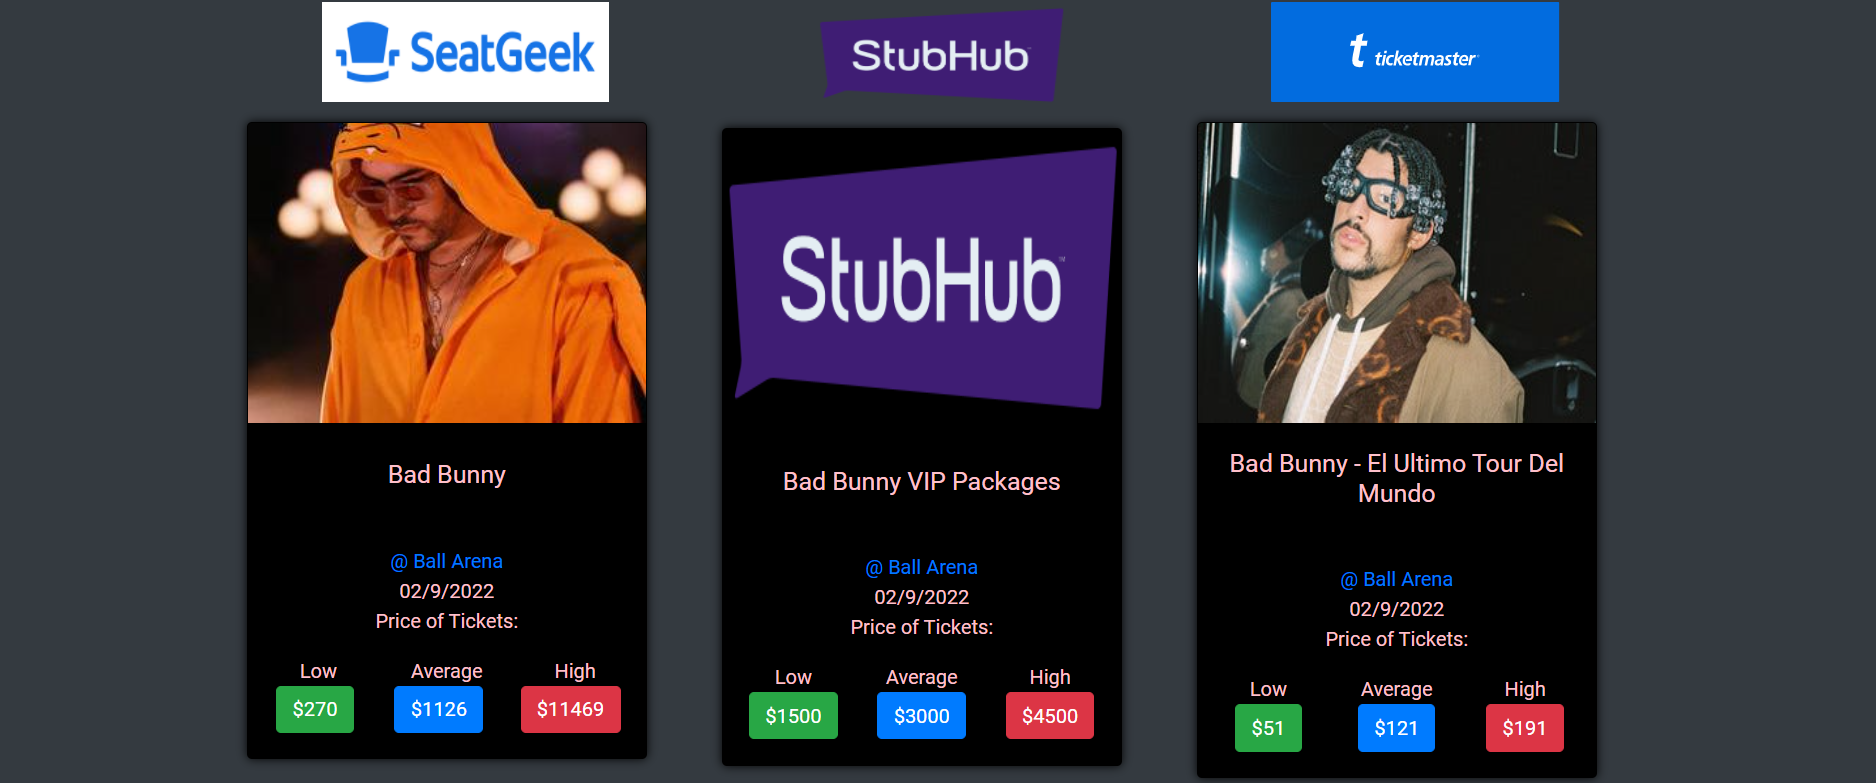 SeatGeek
StubHub
t ticketmaster
StubHub™
Bad Bunny
@ Ball Arena
02/9/2022
Price of Tickets:
Low Average High
$270 $1126 $11469
Bad Bunny VIP Packages
@ Ball Arena
02/9/2022
Price of Tickets:
Low Average High
$1500 $3000 $4500
Bad Bunny - El Ultimo Tour Del
Mundo
@ Ball Arena
02/9/2022
Price of Tickets:
Low Average High
$51 $121 $191